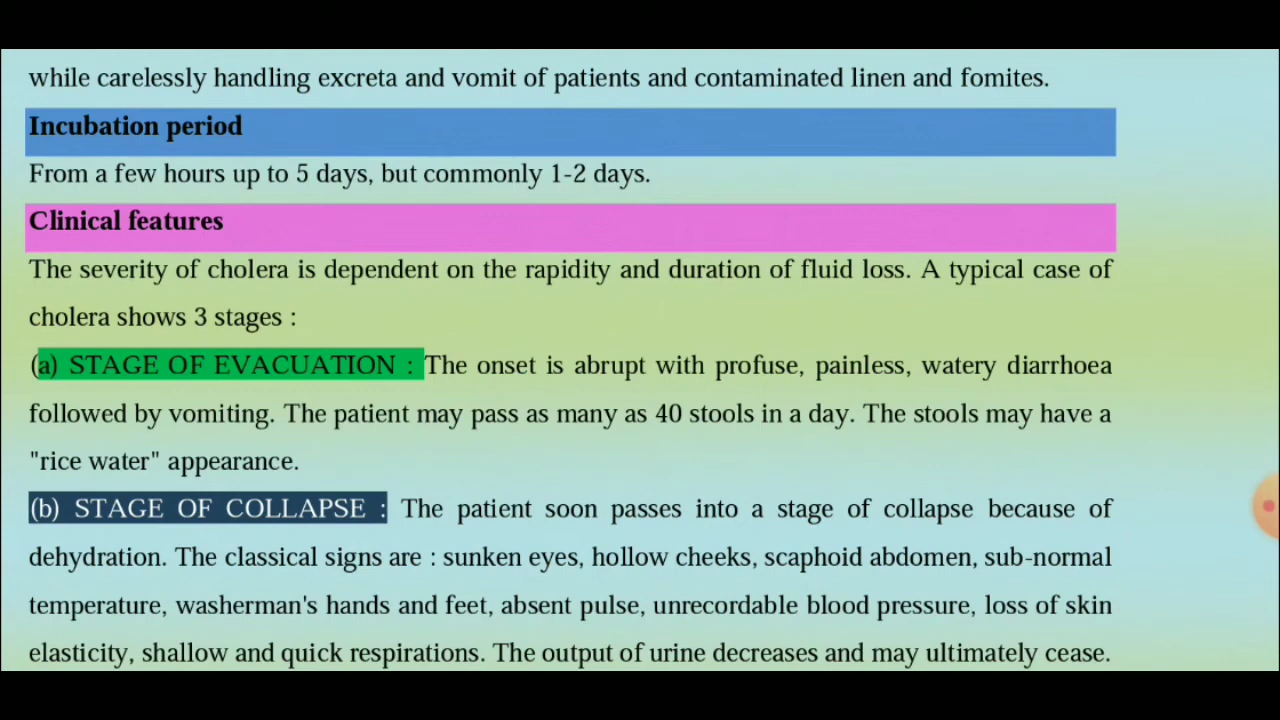 while carelessly handling excreta and vomit of patients and contaminated linen and fomites.
Incubation period
From a few hours up to 5 days, but commonly 1-2 days.
Clinical features
The severity of cholera is dependent on the rapidity and duration of fluid loss. A typical case of
cholera shows 3 stages :
(a) STAGE OF EVACUATION : The onset is abrupt with profuse, painless, watery diarrhoea
followed by vomiting. The patient may pass as many as 40 stools in a day. The stools may have a
"rice water" appearance.
(b) STAGE OF COLLAPSE : The patient soon passes into a stage of collapse because of
dehydration. The classical signs are : sunken eyes, hollow cheeks, scaphoid abdomen, sub-normal
temperature, washerman's hands and feet, absent pulse, unrecordable blood pressure, loss of skin
elasticity, shallow and quick respirations. The output of urine decreases and may ultimately cease.